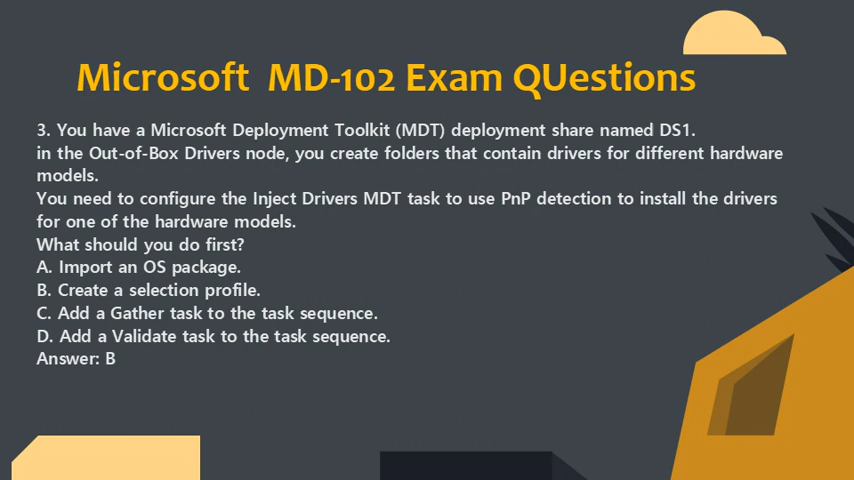 Microsoft  MD-102 Exam QUestions
3. You have a Microsoft Deployment Toolkit (MDT) deployment share named DS1.
in the Out-of-Box Drivers node, you create folders that contain drivers for different hardware
models.
You need to configure the Inject Drivers MDT task to use PnP detection to install the drivers
for one of the hardware models.
What should you do first?
A. Import an OS package.
B. Create a selection profile.
C. Add a Gather task to the task sequence.
D. Add a Validate task to the task sequence.
Answer: B